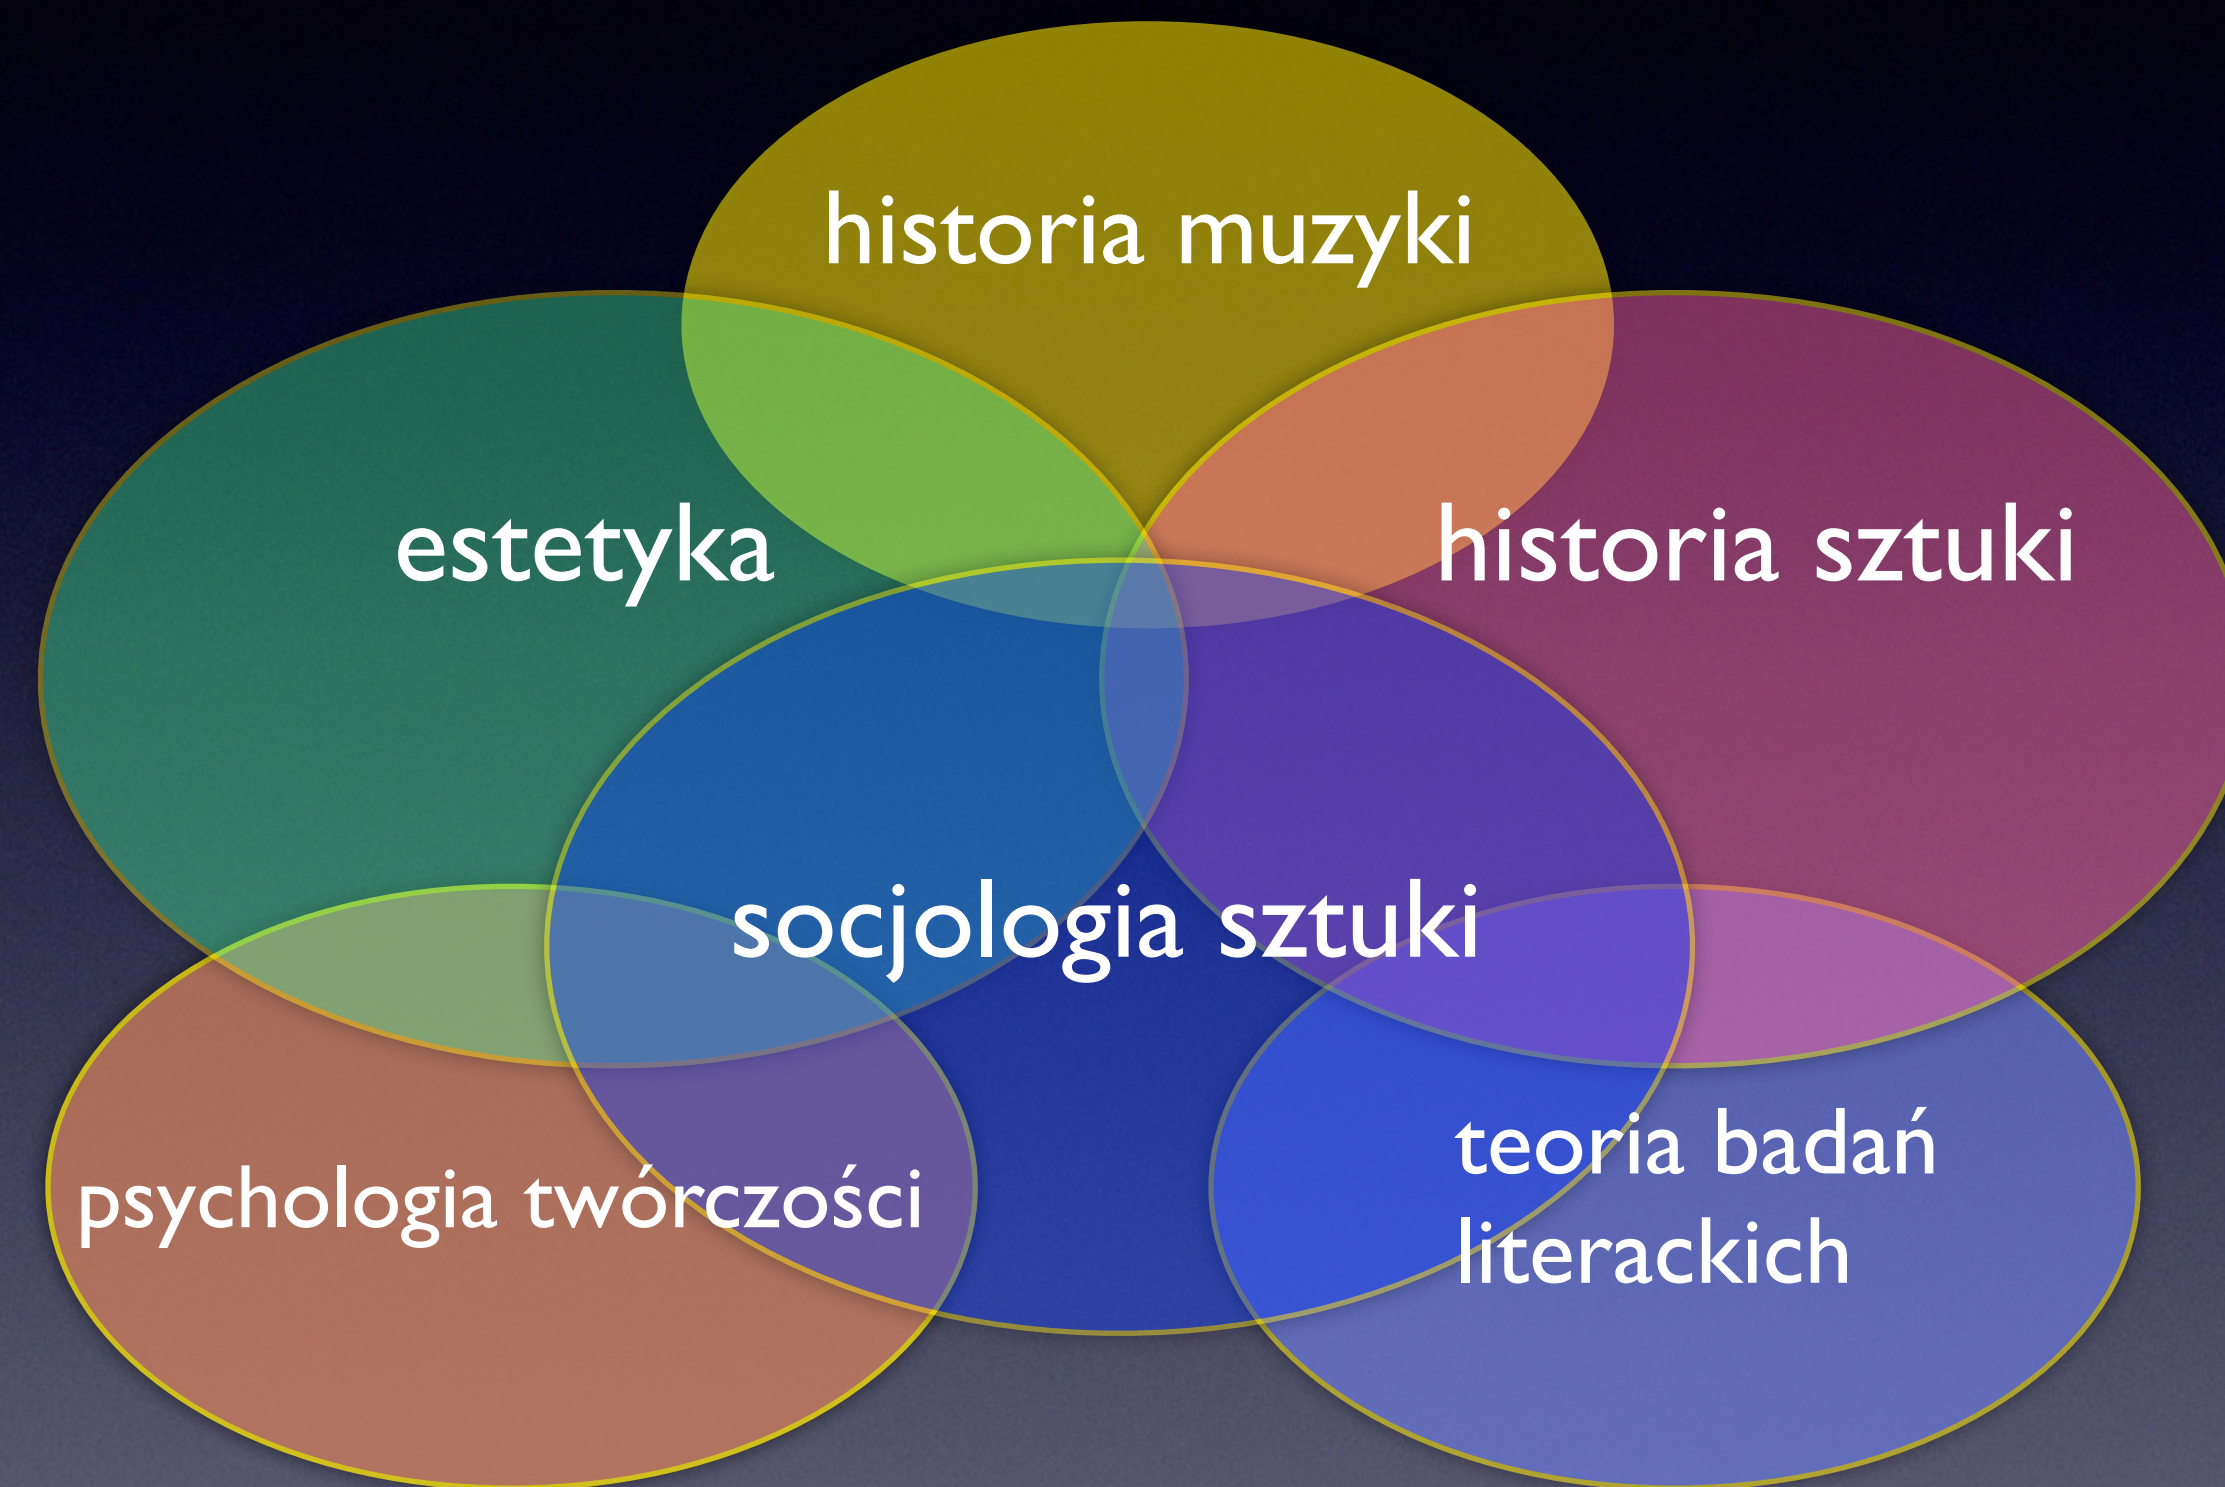 historia muzyki
estetyka
historia sztuki
socjologia sztuki
psychologia twórczości
teoria badań
literackich